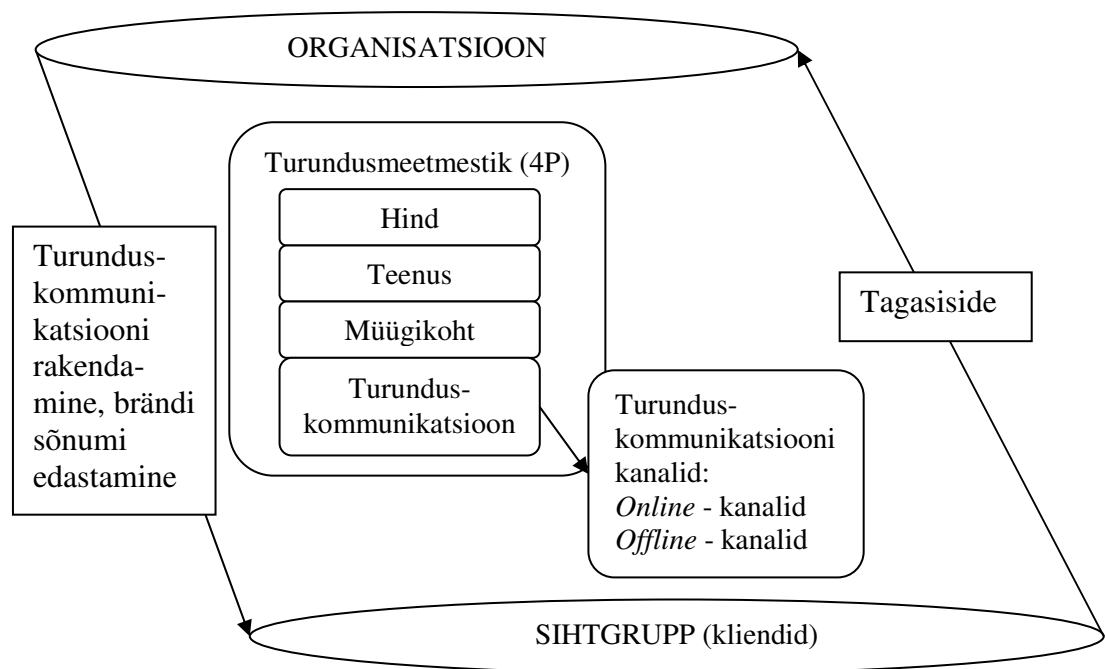 ORGANISATSIOON
Turundusmeetmestik (4P)
Hind
Teenus
Müügikoht
Turundus-
kommunikatsioon
Turundus-
kommuni-
katsiooni
rakenda-
mine, brändi
sõnumi
edastamine
Tagasiside
Turundus-
kommunikatsiooni
kanalid:
Online - kanalid
Offline - kanalid
SIHTGRUPP (kliendid)